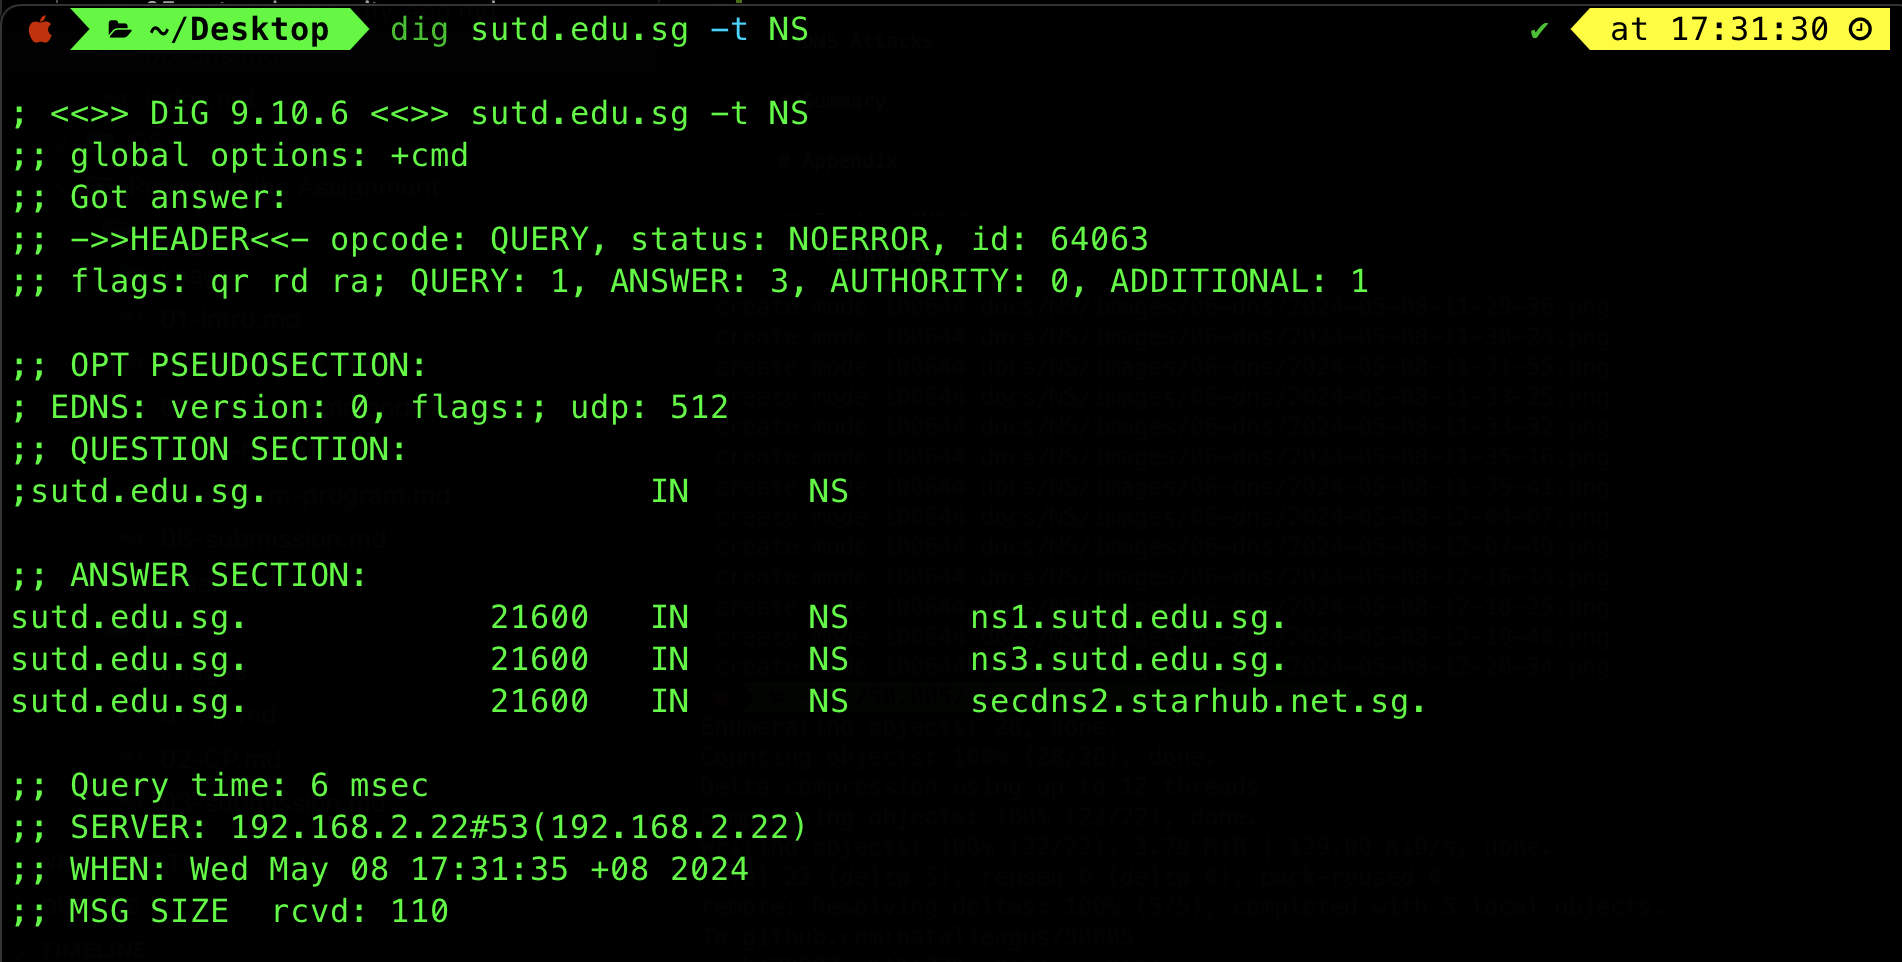 ~/Desktop dig sutd.edu.sg -t NS ✔ at 17:31:30
; <<>> DiG 9.10.6 <<>> sutd.edu.sg -t NS
;; global options: +cmd
;; Got answer:
;; ->>HEADER<<- opcode: QUERY, status: NOERROR, id: 64063
;; flags: qr rd ra; QUERY: 1, ANSWER: 3, AUTHORITY: 0, ADDITIONAL: 1
;; OPT PSEUDOSECTION:
; EDNS: version: 0, flags:; udp: 512
;; QUESTION SECTION:
;sutd.edu.sg. IN NS
;; ANSWER SECTION:
sutd.edu.sg. 21600 IN NS ns1.sutd.edu.sg.
sutd.edu.sg. 21600 IN NS ns3.sutd.edu.sg.
sutd.edu.sg. 21600 IN NS secdns2.starhub.net.sg.
;; Query time: 6 msec
;; SERVER: 192.168.2.22#53(192.168.2.22)
;; WHEN: Wed May 08 17:31:35 +08 2024
;; MSG SIZE rcvd: 110